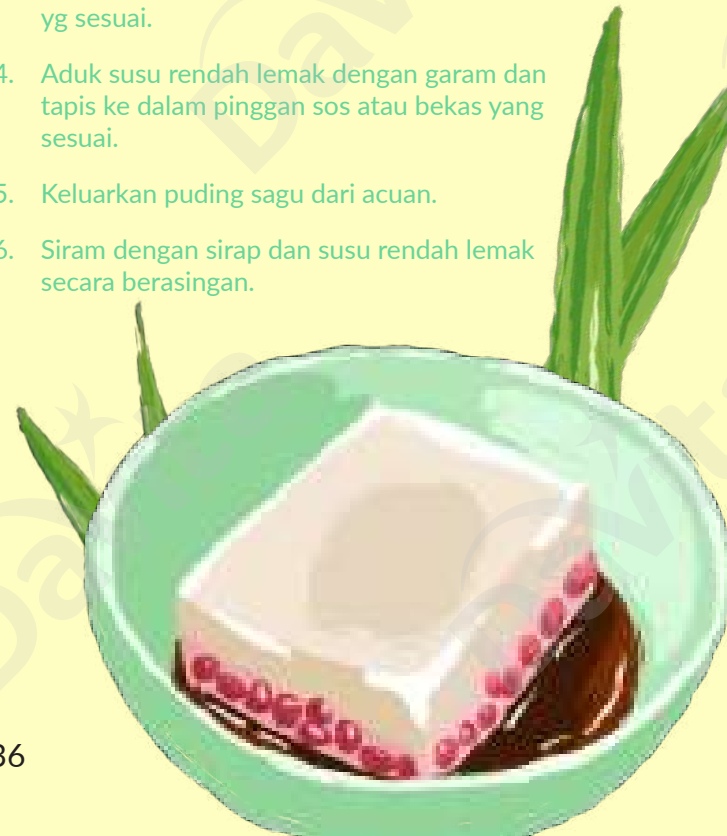 yg sesuai.
4. Aduk susu rendah lemak dengan garam dan
tapis ke dalam pinggan sos atau bekas yang
sesuai.
5. Keluarkan puding sagu dari acuan.
6. Siram dengan sirap dan susu rendah lemak
secara berasingan.
36